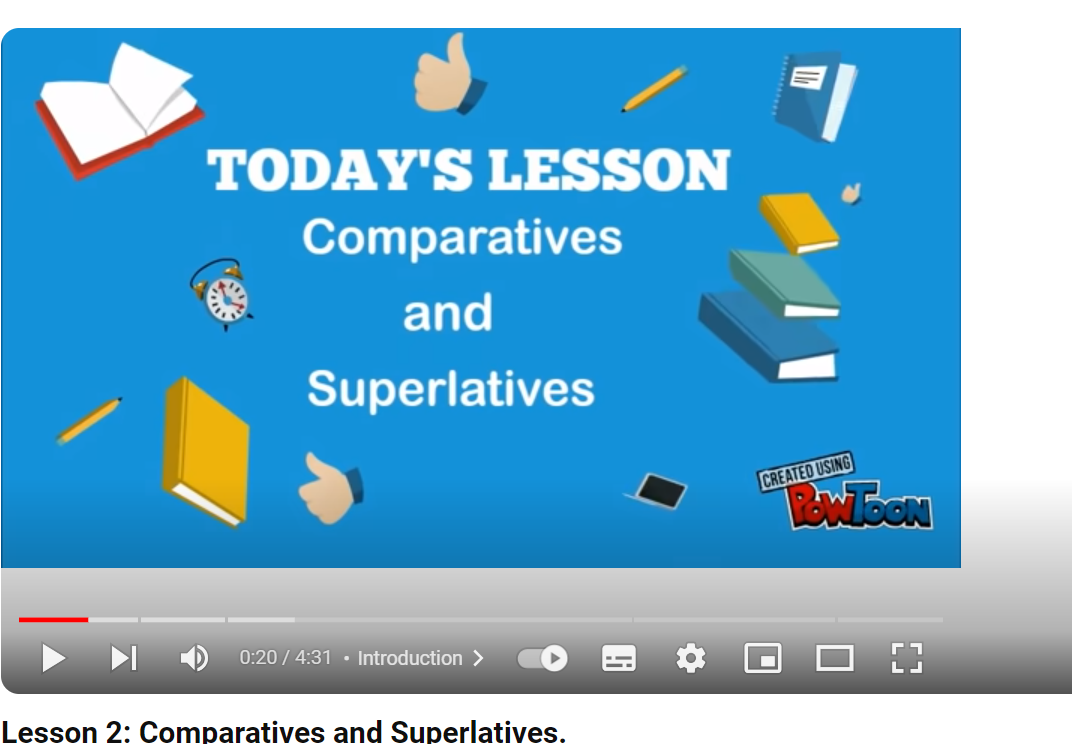 TODAY'S LESSON
Comparatives
and
Superlatives
CREATED USING
POWTOON
0:20 / 4:31 • Introduction
Lesson 2: Comparatives and Superlatives.